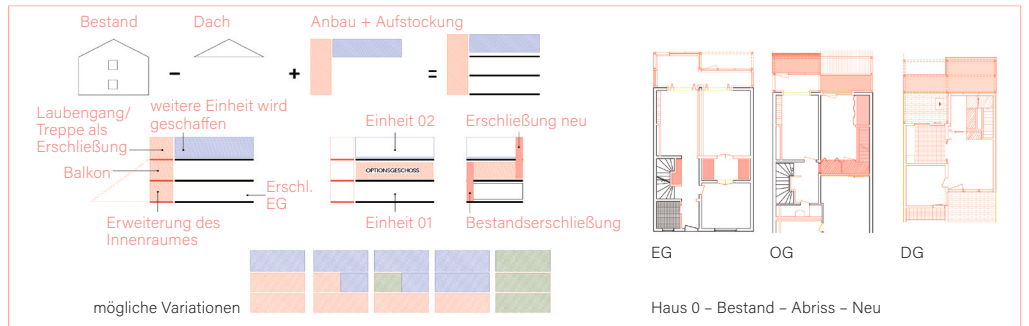 Bestand
Dach
Anbau + Aufstockung
–
+
=
Laubengang/
Treppe als
Erschließung
weitere Einheit wird
geschaffen
Balkon
Erschl.
EG
Erweiterung des
Innenraumes
Einheit 02
OPTIONSGESCHOSS
Einheit 01
Erschließung neu
Bestandserschließung
mögliche Variationen
EG
OG
DG
Haus 0 – Bestand – Abriss – Neu